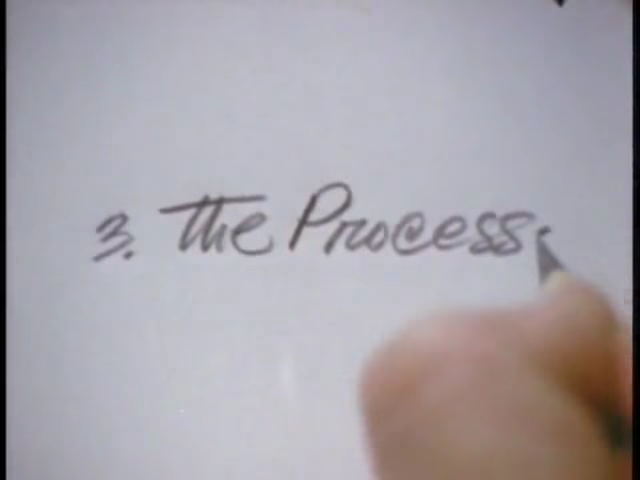 3. The Process.